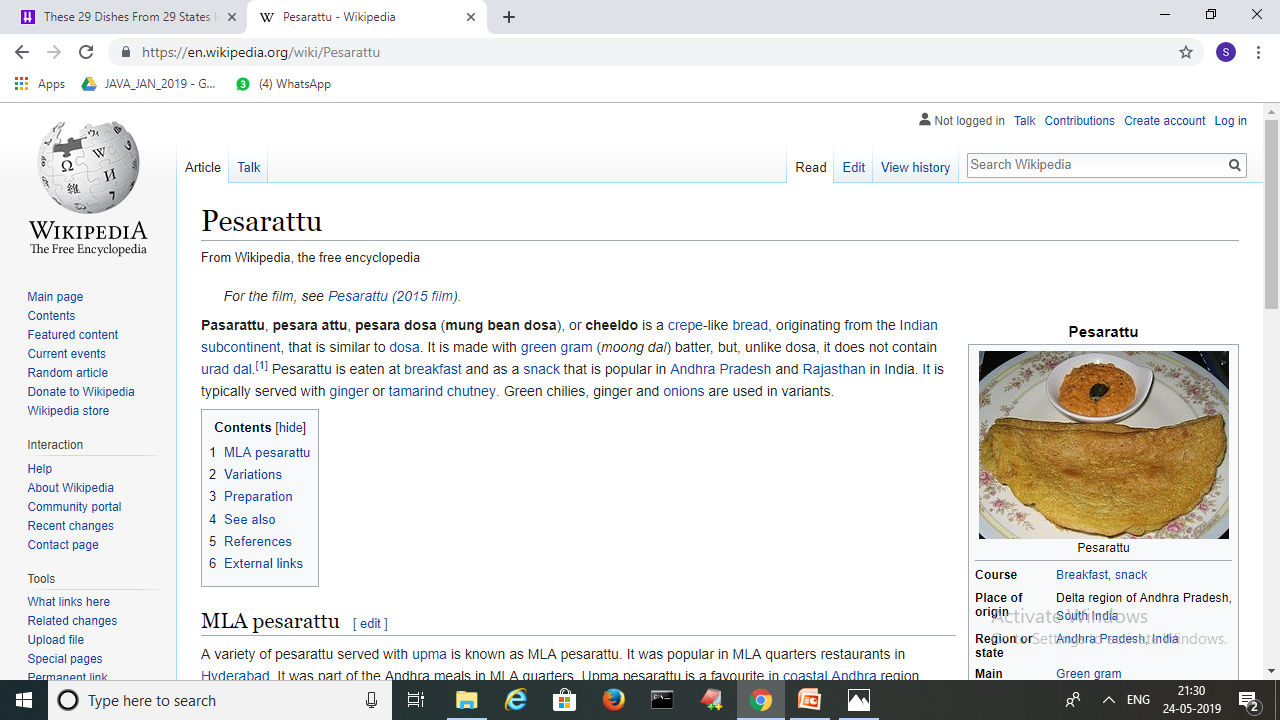 These 29 Dishes From 29 States I
Pesarattu - Wikipedia
https://en.wikipedia.org/wiki/Pesarattu
S
Apps
JAVA_JAN_2019 - G...
3
(4) WhatsApp
Not logged in Talk Contributions Create account Log in
Article Talk
Read Edit View history
Search Wikipedia
WIKIPEDIA
The Free Encyclopedia
Main page
Contents
Featured content
Current events
Random article
Donate to Wikipedia
Wikipedia store
Interaction
Help
About Wikipedia
Community portal
Recent changes
Contact page
Tools
What links here
Related changes
Upload file
Special pages
Permanent link
Pesarattu
From Wikipedia, the free encyclopedia
For the film, see Pesarattu (2015 film).
Pasarattu, pesara attu, pesara dosa (mung bean dosa), or cheeldo is a crepe-like bread, originating from the Indian
subcontinent, that is similar to dosa. It is made with green gram (moong dal) batter, but, unlike dosa, it does not contain
urad dal.[1] Pesarattu is eaten at breakfast and as a snack that is popular in Andhra Pradesh and Rajasthan in India. It is
typically served with ginger or tamarind chutney. Green chilies, ginger and onions are used in variants.
Contents [hide]
1 MLA pesarattu
2 Variations
3 Preparation
4 See also
5 References
6 External links
MLA pesarattu [ edit ]
A variety of pesarattu served with upma is known as MLA pesarattu. It was popular in MLA quarters restaurants in
Hyderabad. It was part of the Andhra meals in MLA quarters. Upma pesarattu is a favourite in coastal Andhra region
Pesarattu
Pesarattu
Course Breakfast, snack
Place of origin Delta region of Andhra Pradesh,
South India
Region or state Andhra Pradesh, India
Main Green gram
Activate Windows
Go to Settings to activate Windows.
Type here to search
ENG
21:30
24-05-2019
2